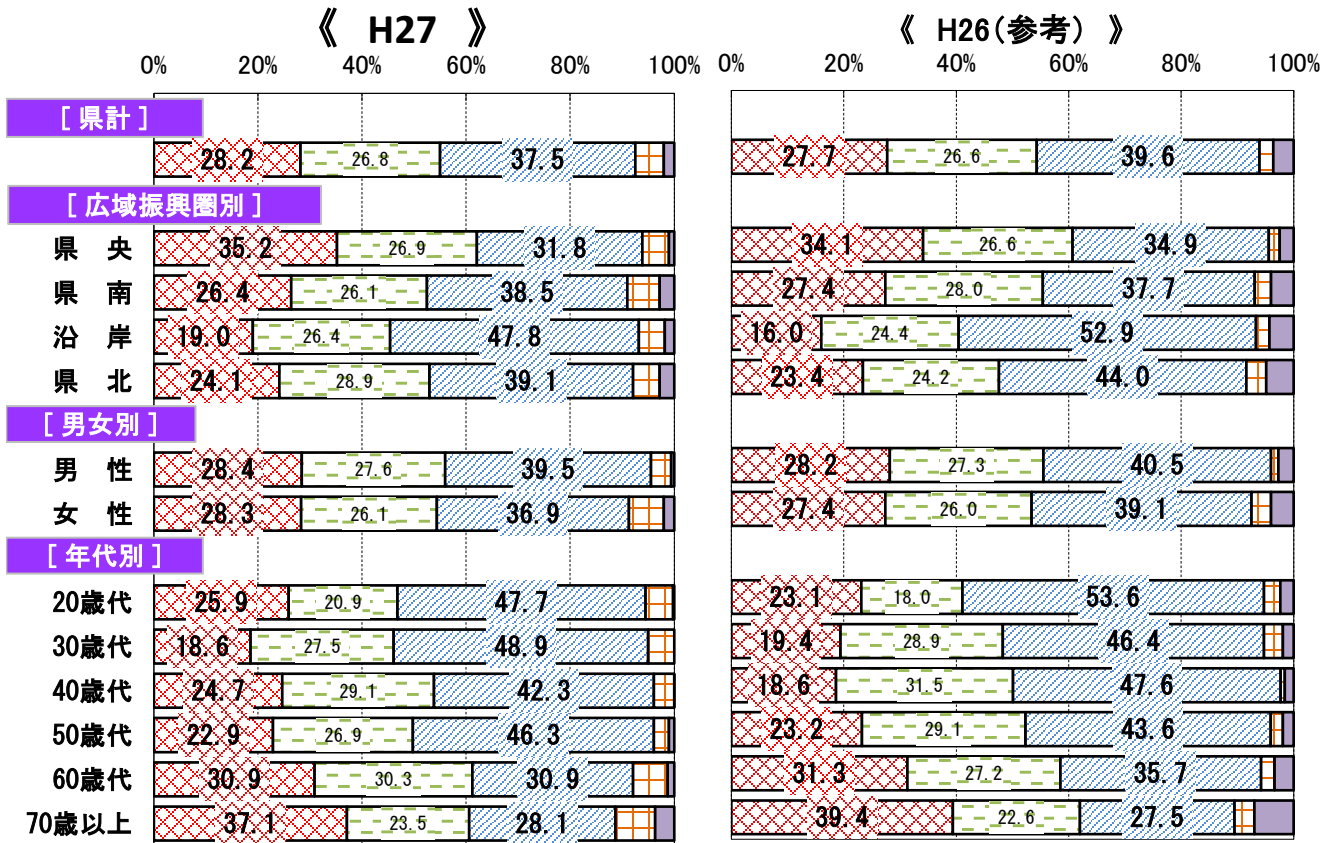 《 H27 》 《 H26(参考) 》
0% 20% 40% 60% 80% 100% 0% 20% 40% 60% 80% 100%
[ 県計 ]
28.2 26.8 37.5 27.7 26.6 39.6
[ 広域振興圏別 ]
県 央 35.2 26.9 31.8 34.1 26.6 34.9
県 南 26.4 26.1 38.5 27.4 28.0 37.7
沿 岸 19.0 26.4 47.8 16.0 24.4 52.9
県 北 24.1 28.9 39.1 23.4 24.2 44.0
[ 男女別 ]
男 性 28.4 27.6 39.5 28.2 27.3 40.5
女 性 28.3 26.1 36.9 27.4 26.0 39.1
[ 年代別 ]
20歳代 25.9 20.9 47.7 23.1 18.0 53.6
30歳代 18.6 27.5 48.9 19.4 28.9 46.4
40歳代 24.7 29.1 42.3 18.6 31.5 47.6
50歳代 22.9 26.9 46.3 23.2 29.1 43.6
60歳代 30.9 30.3 30.9 31.3 27.2 35.7
70歳以上 37.1 23.5 28.1 39.4 22.6 27.5